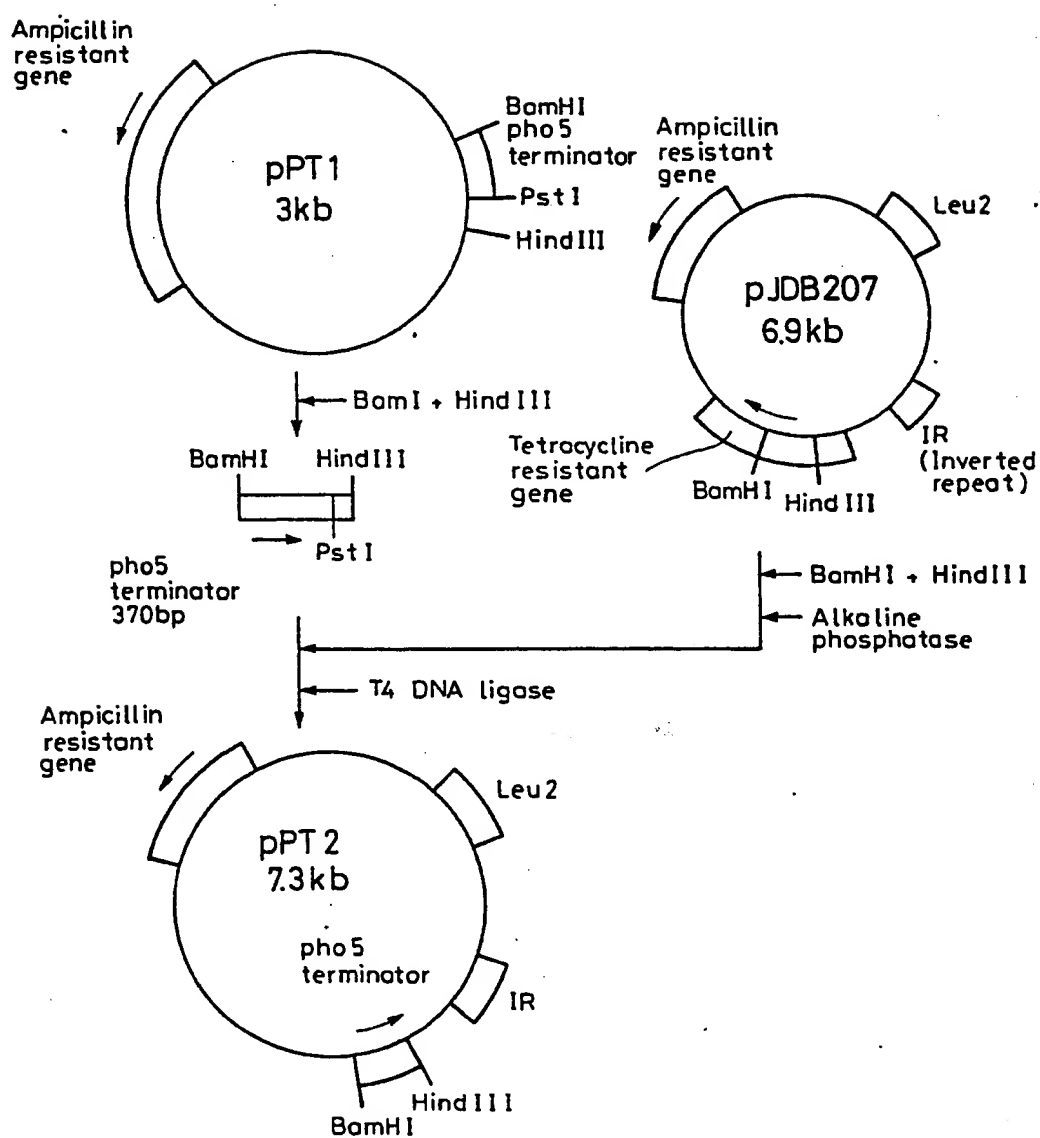 Ampicillin
resistant
gene
pPT1
3kb
BamHI
pho5
terminator
PstI
HindIII
Ampicillin
resistant
gene
Leu2
pJDB207
6.9kb
IR
(Inverted
repeat)
Tetracycline
resistant
gene
BamHI
HindIII
BamI + HindIII
BamHI HindIII
PstI
pho5
terminator
370bp
BamHI + HindIII
Alkaline
phosphatase
T4 DNA ligase
Ampicillin
resistant
gene
Leu2
pPT2
7.3kb
pho5
terminator
IR
HindIII
BamHI